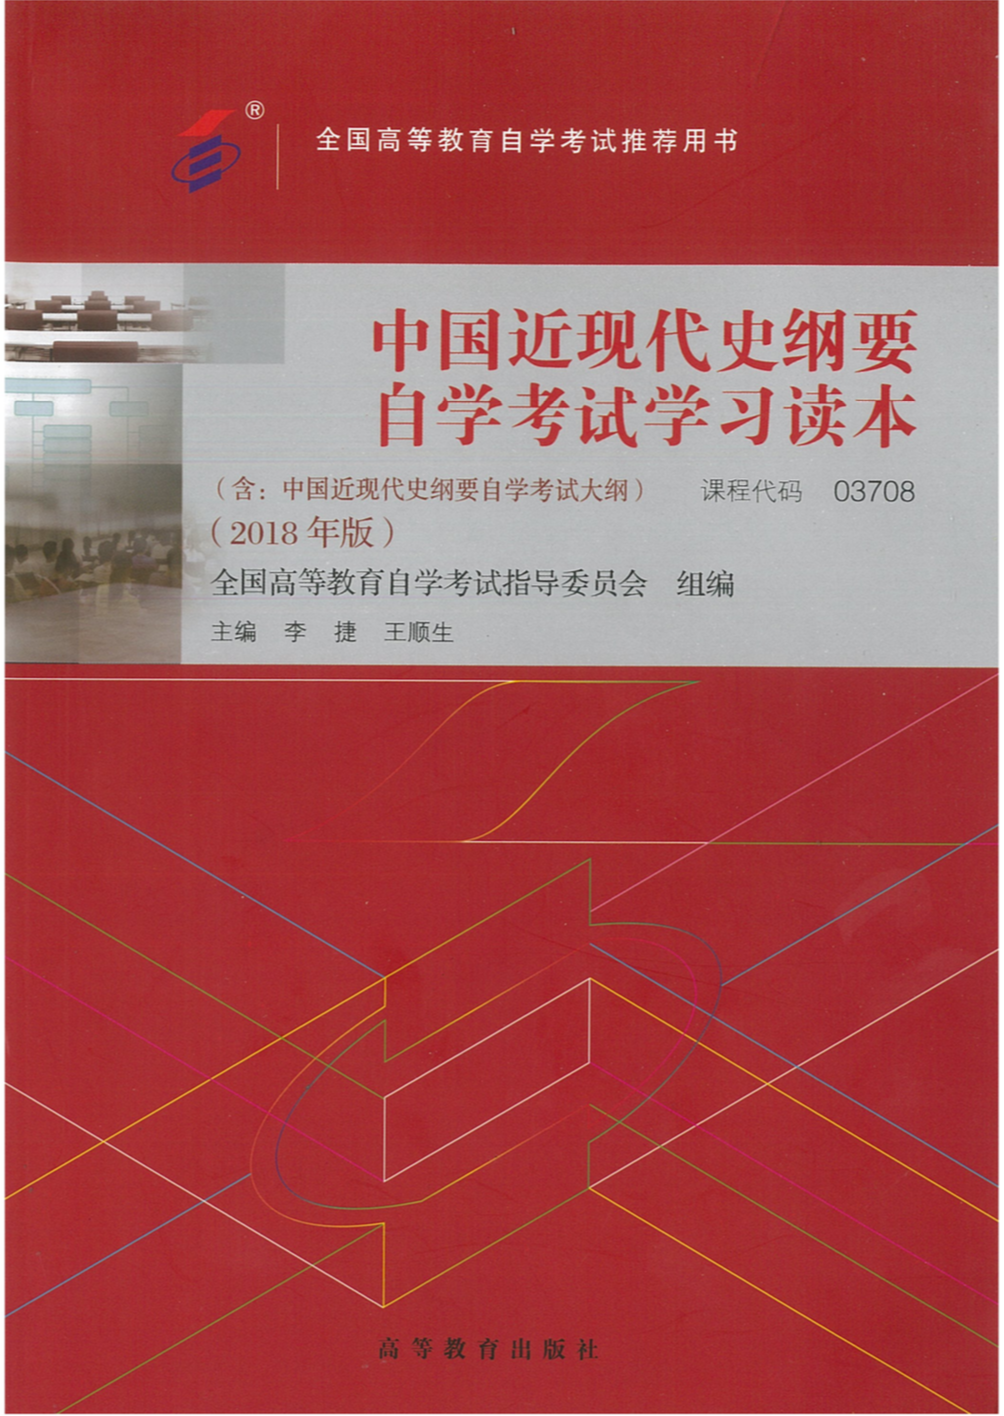 ®
全国高等教育自学考试推荐用书
中国近现代史纲要
自学考试学习读本
（含：中国近现代史纲要自学考试大纲） 课程代码 03708
（2018 年版）
全国高等教育自学考试指导委员会 组编
主编 李 捷 王顺生
高等教育出版社